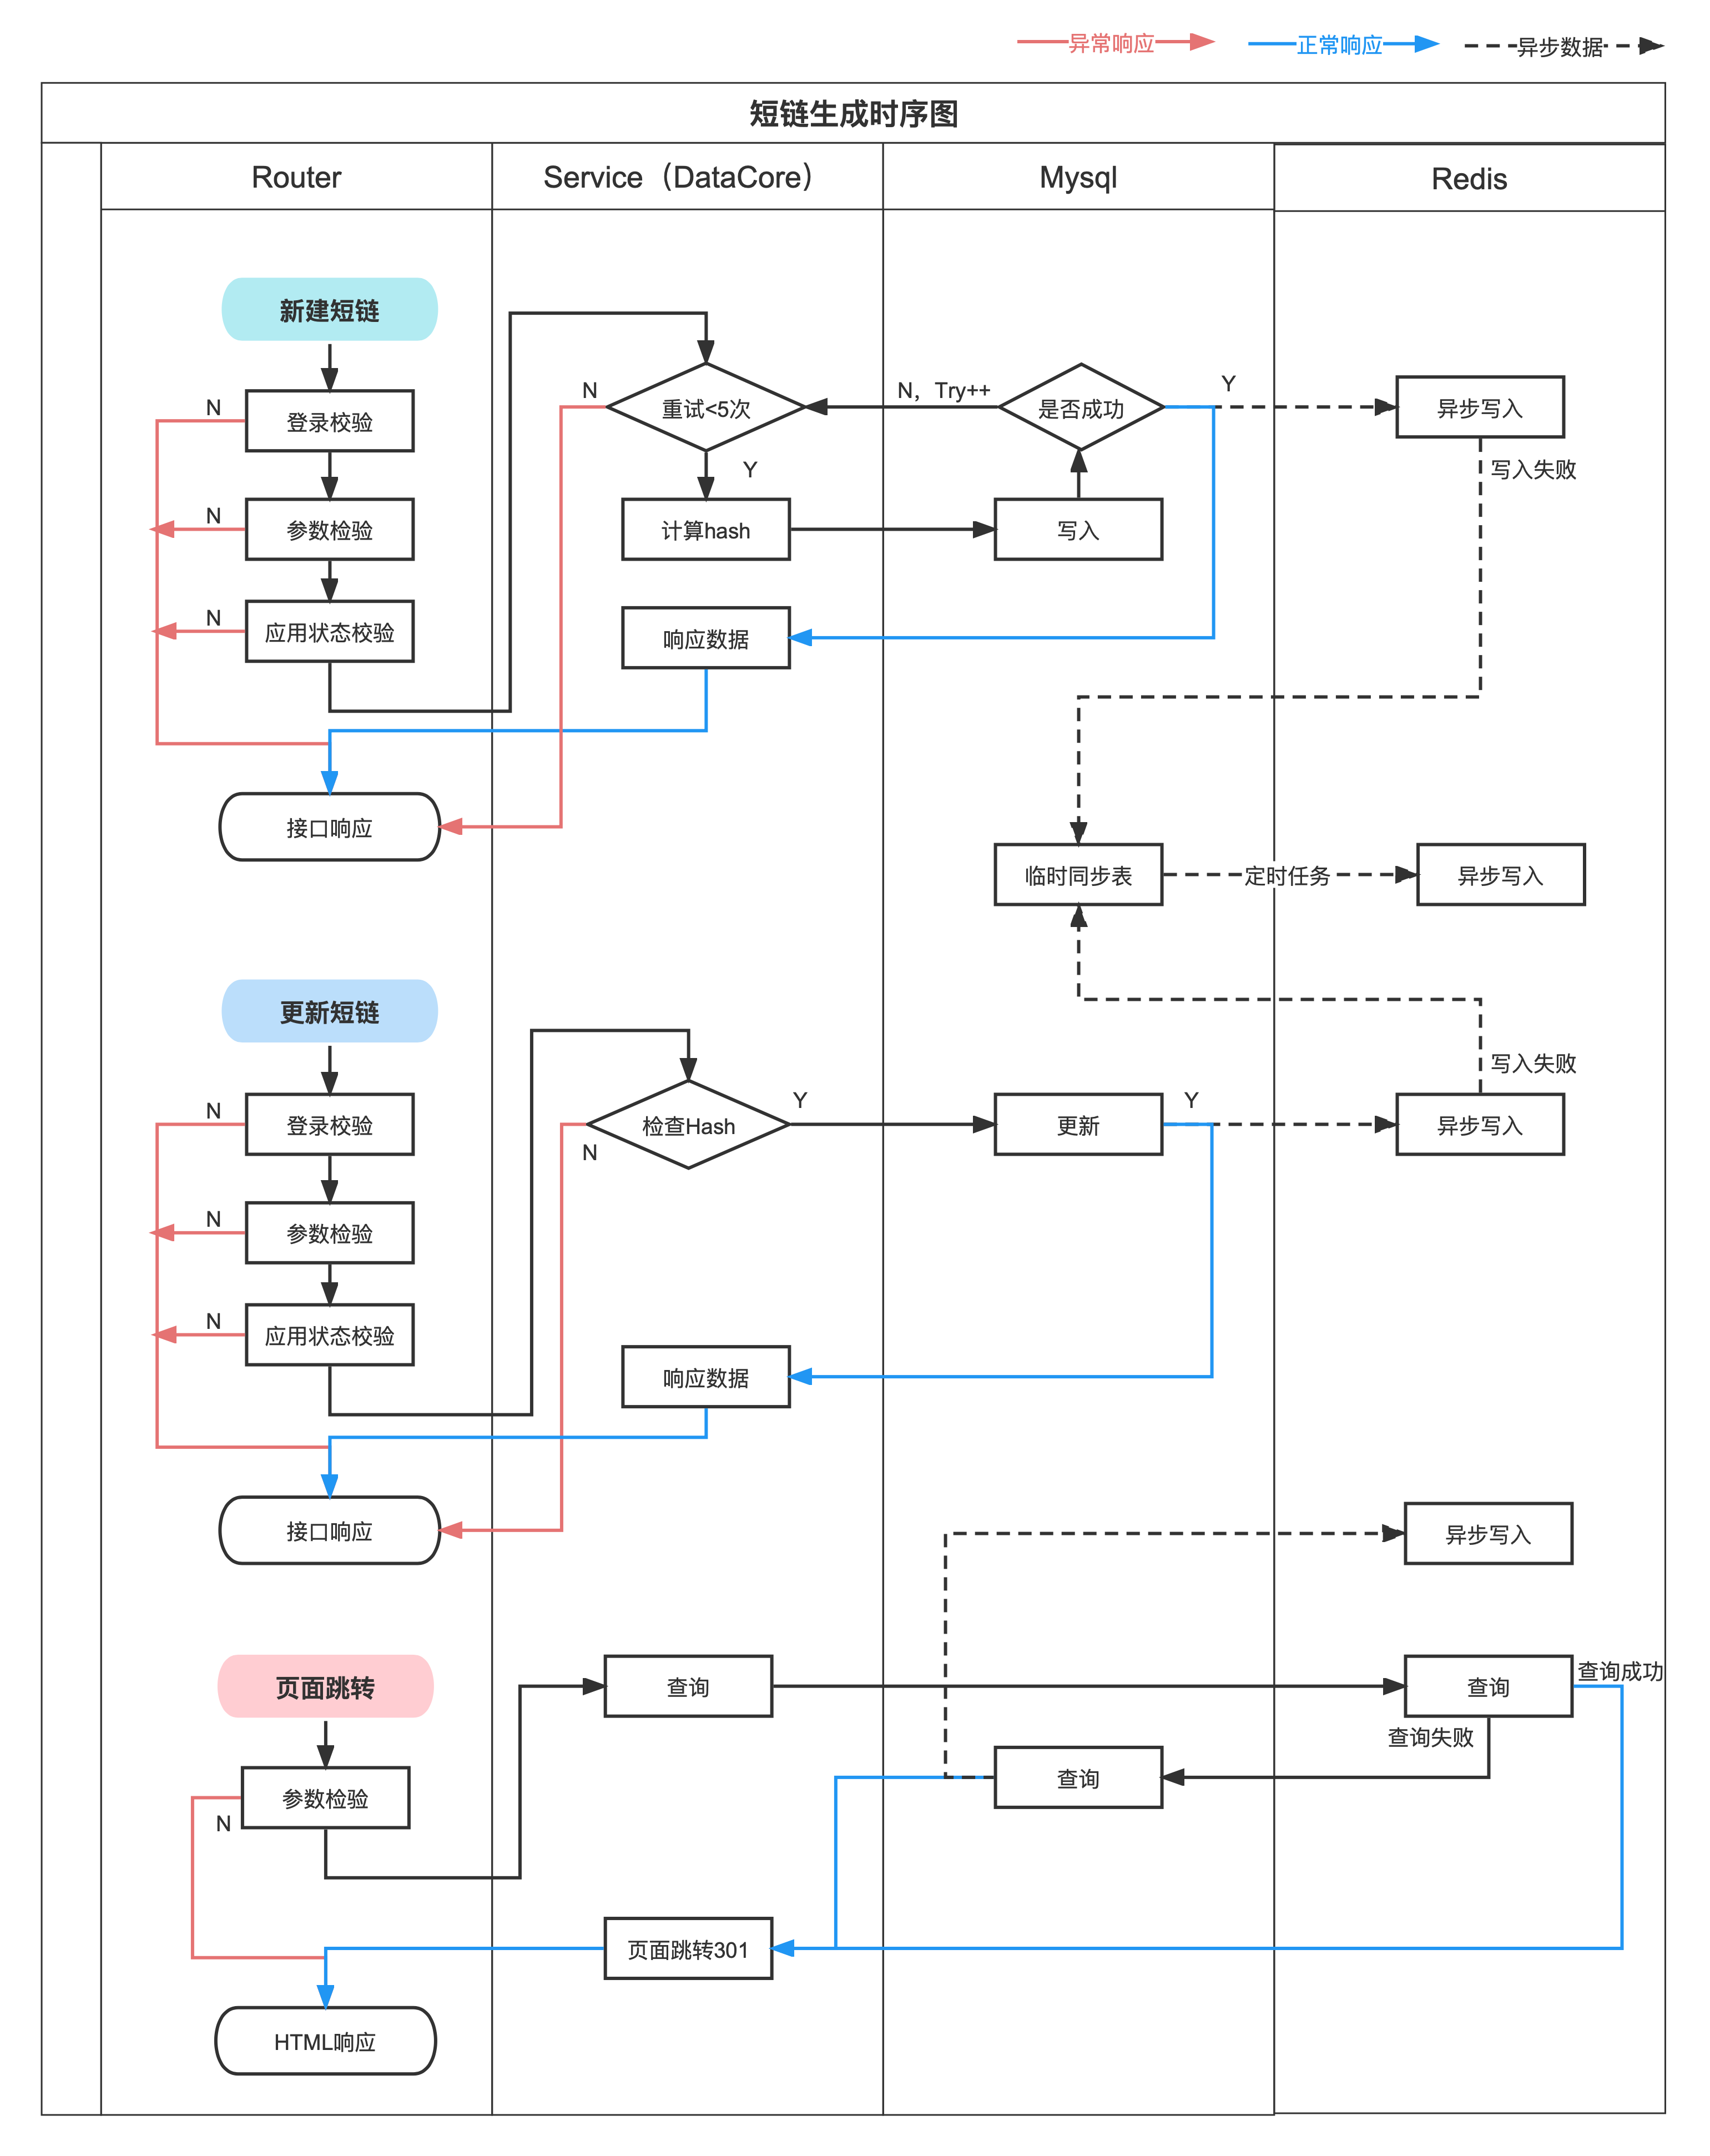 异常响应
正常响应
异步数据
短链生成时序图
Router
Service（DataCore）
Mysql
Redis
新建短链
登录校验
N
参数检验
N
应用状态校验
N
接口响应
重试<5次
N
Y
计算hash
响应数据
N，Try++
是否成功
Y
写入
异步写入
写入失败
临时同步表
定时任务
异步写入
更新短链
登录校验
N
参数检验
N
应用状态校验
N
接口响应
检查Hash
Y
N
响应数据
更新
Y
异步写入
写入失败
异步写入
页面跳转
参数检验
N
查询
查询
查询成功
查询失败
查询
页面跳转301
HTML响应